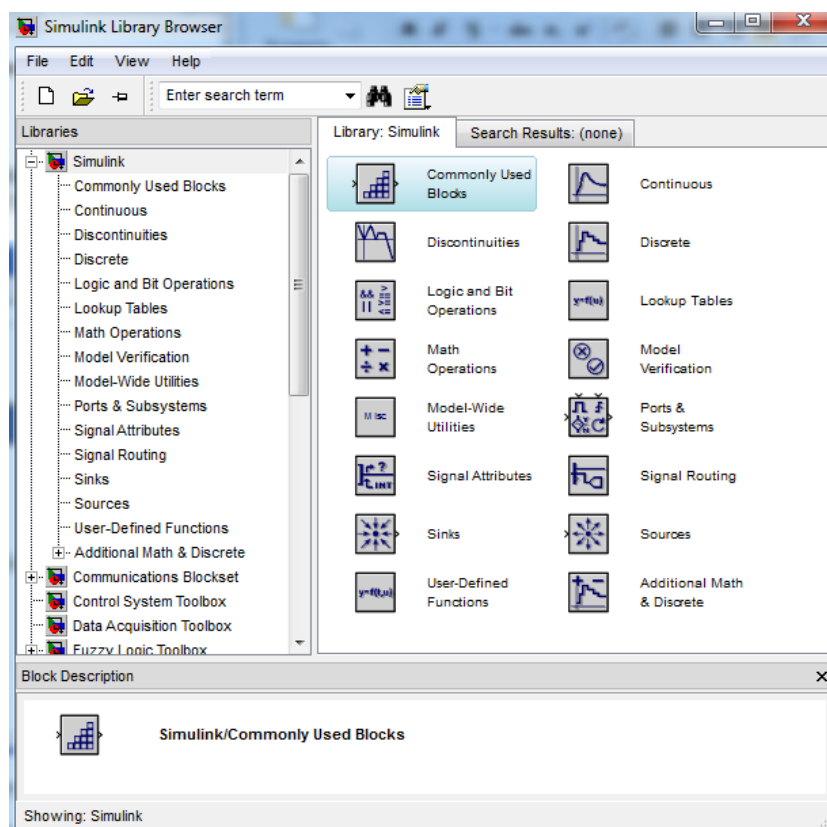 Simulink Library Browser
File Edit View Help
Enter search term
Libraries
Library: Simulink
Search Results: (none)
Simulink
Commonly Used Blocks
Continuous
Discontinuities
Discrete
Logic and Bit Operations
Lookup Tables
Math Operations
Model Verification
Model-Wide Utilities
Ports & Subsystems
Signal Attributes
Signal Routing
Sinks
Sources
User-Defined Functions
Additional Math & Discrete
Communications Blockset
Control System Toolbox
Data Acquisition Toolbox
Fuzzy Logic Toolbox
Commonly Used
Blocks
Continuous
Discontinuities
Discrete
&& >
|| >=
<=
Logic and Bit
Operations
y=f(u)
Lookup Tables
+ −
÷ ×
Math
Operations
Model
Verification
Misc
Model-Wide
Utilities
Ports &
Subsystems
?
INT
Signal Attributes
Signal Routing
Sinks
Sources
y=f(t,u)
User-Defined
Functions
+ −
Additional Math
& Discrete
Block Description
Simulink/Commonly Used Blocks
Showing: Simulink